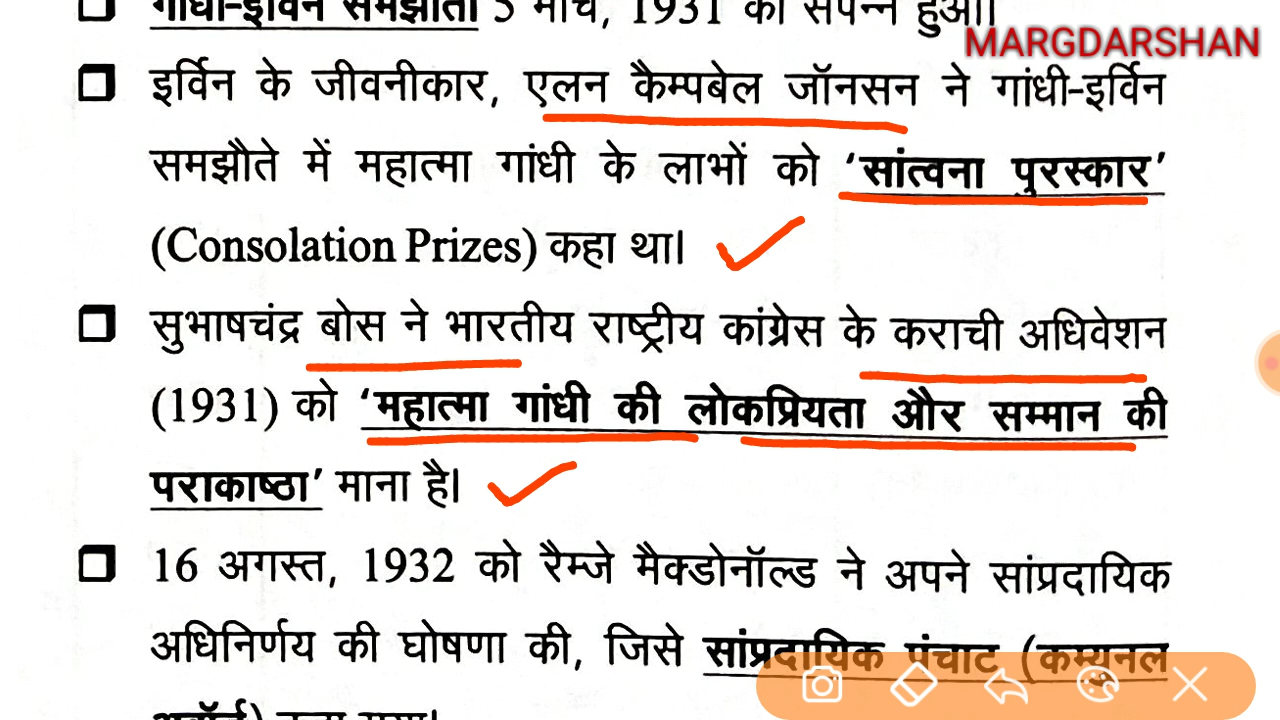 गांधी-इर्विन समझौता 5 मार्च, 1931 को संपन्न हुआ।
MARGDARSHAN
इर्विन के जीवनीकार, एलन कैम्पबेल जॉनसन ने गांधी-इर्विन
समझौते में महात्मा गांधी के लाभों को ‘सांत्वना पुरस्कार’
(Consolation Prizes) कहा था।
सुभाषचंद्र बोस ने भारतीय राष्ट्रीय कांग्रेस के कराची अधिवेशन
(1931) को ‘महात्मा गांधी की लोकप्रियता और सम्मान की
पराकाष्ठा’ माना है।
16 अगस्त, 1932 को रैम्जे मैक्डोनॉल्ड ने अपने सांप्रदायिक
अधिनिर्णय की घोषणा की, जिसे सांप्रदायिक पंचाट (कम्युनल